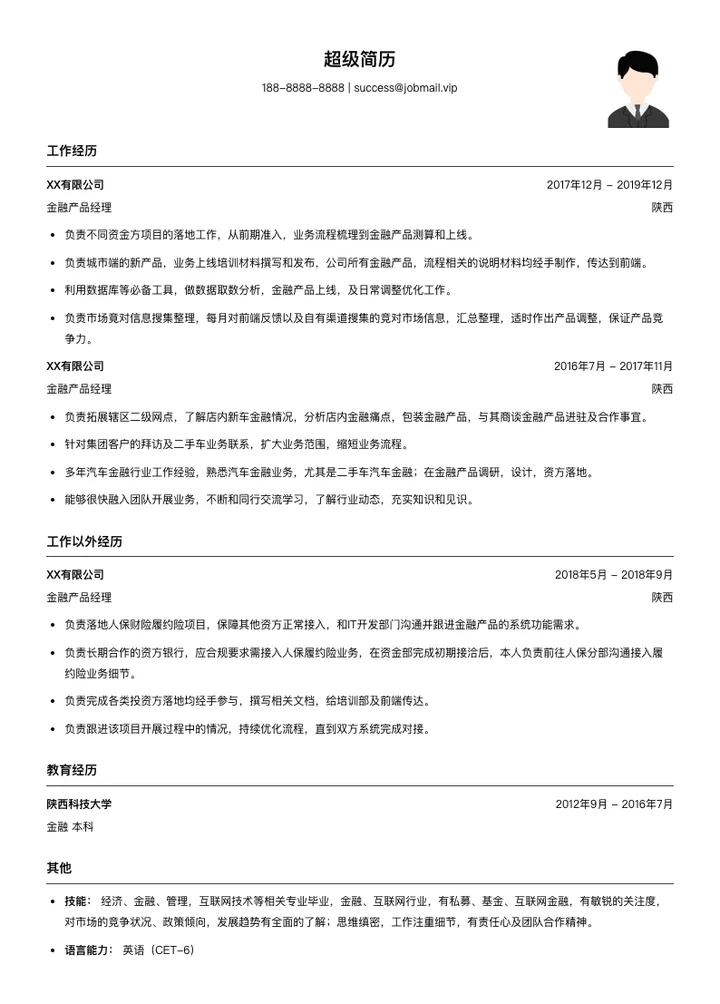 超级简历
188-8888-8888 | success@jobmail.vip
工作经历
XX有限公司 2017年12月 – 2019年12月
金融产品经理 陕西
• 负责不同资金方项目的落地工作，从前期准入，业务流程梳理到金融产品测算和上线。
• 负责城市端的新产品，业务上线培训材料撰写和发布，公司所有金融产品，流程相关的说明材料均经手制作，传达到前端。
• 利用数据库等必备工具，做数据取数分析，金融产品上线，及日常调整优化工作。
• 负责市场竟对信息搜集整理，每月对前端反馈以及自有渠道搜集的竞对市场信息，汇总整理，适时作出产品调整，保证产品竞
争力。
XX有限公司 2016年7月 – 2017年11月
金融产品经理 陕西
• 负责拓展辖区二级网点，了解店内新车金融情况，分析店内金融痛点，包装金融产品，与其商谈金融产品进驻及合作事宜。
• 针对集团客户的拜访及二手车业务联系，扩大业务范围，缩短业务流程。
• 多年汽车金融行业工作经验，熟悉汽车金融业务，尤其是二手车汽车金融；在金融产品调研，设计，资方落地。
• 能够很快融入团队开展业务，不断和同行交流学习，了解行业动态，充实知识和见识。
工作以外经历
XX有限公司 2018年5月 – 2018年9月
金融产品经理 陕西
• 负责落地人保财险履约险项目，保障其他资方正常接入，和IT开发部门沟通并跟进金融产品的系统功能需求。
• 负责长期合作的资方银行，应合规要求需接入人保履约险业务，在资金部完成初期接洽后，本人负责前往人保分部沟通接入履
约险业务细节。
• 负责完成各类投资方落地均经手参与，撰写相关文档，给培训部及前端传达。
• 负责跟进该项目开展过程中的情况，持续优化流程，直到双方系统完成对接。
教育经历
陕西科技大学 2012年9月 – 2016年7月
金融 本科
其他
• 技能： 经济、金融、管理，互联网技术等相关专业毕业，金融、互联网行业，有私募、基金、互联网金融，有敏锐的关注度，
对市场的竞争状况、政策倾向，发展趋势有全面的了解；思维缜密，工作注重细节，有责任心及团队合作精神。
• 语言能力： 英语（CET-6）